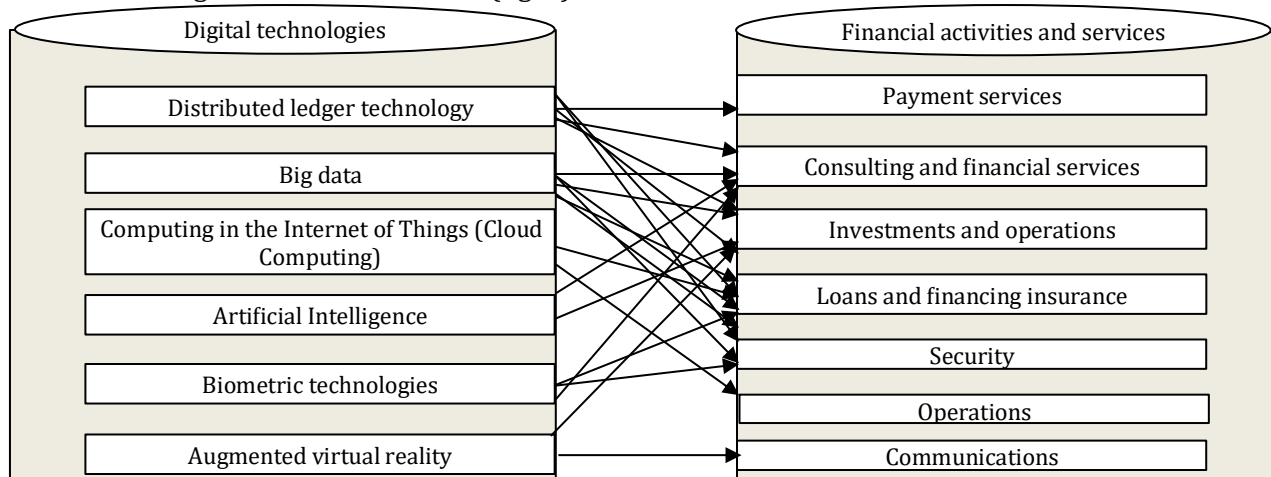 Digital technologies
Financial activities and services
Distributed ledger technology
Big data
Computing in the Internet of Things (Cloud
Computing)
Artificial Intelligence
Biometric technologies
Augmented virtual reality
Payment services
Consulting and financial services
Investments and operations
Loans and financing insurance
Security
Operations
Communications